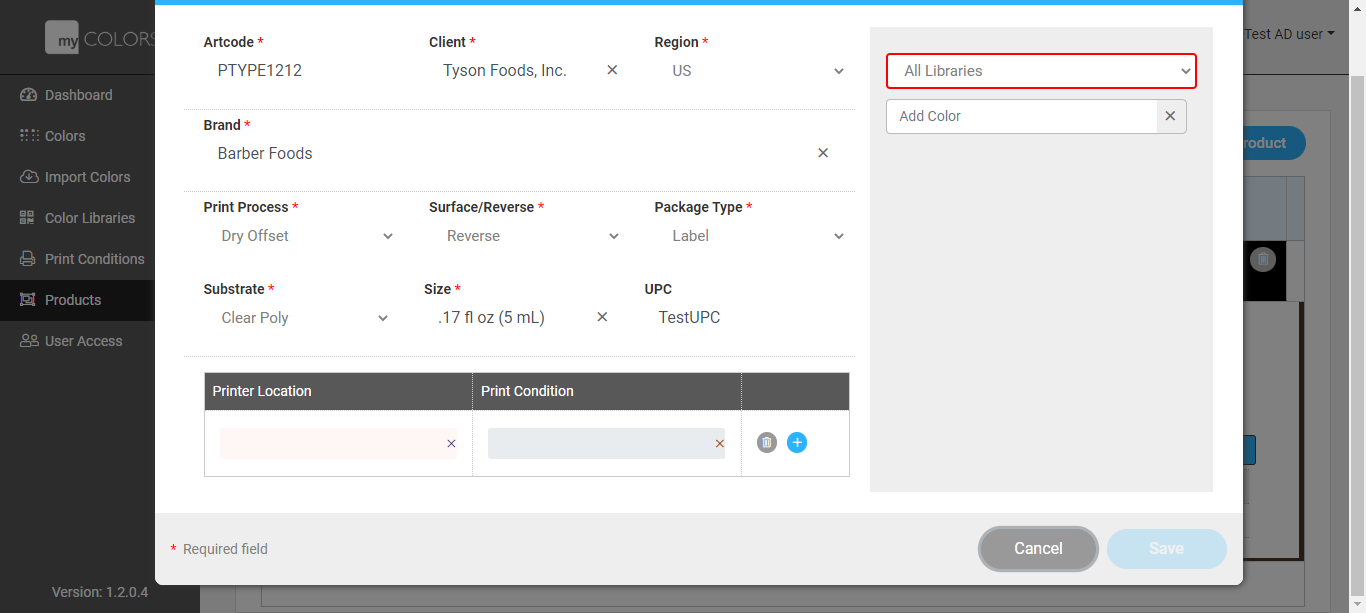 my COLORS
Dashboard
Colors
Import Colors
Color Libraries
Print Conditions
Products
User Access
Version: 1.2.0.4
Artcode *
PTYPE1212
Client *
Tyson Foods, Inc.
Region *
US
Brand *
Barber Foods
Print Process *
Dry Offset
Surface/Reverse *
Reverse
Package Type *
Label
Substrate *
Clear Poly
Size *
.17 fl oz (5 mL)
UPC
TestUPC
Printer Location
Print Condition
All Libraries
Add Color
* Required field
Cancel
Save
Test AD user
roduct